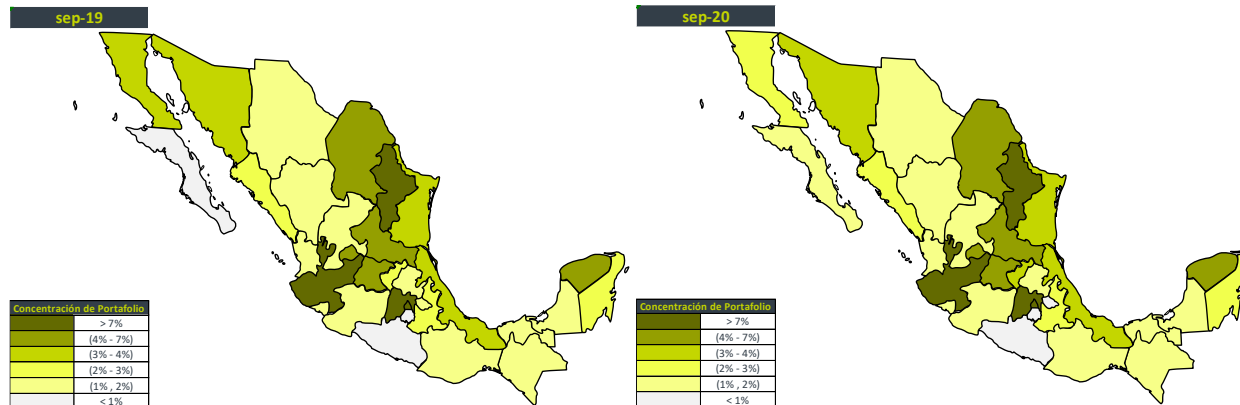 sep-19
Concentración de Portafolio
> 7%
(4% - 7%)
(3% - 4%)
(2% - 3%)
(1% , 2%)
< 1%
sep-20
Concentración de Portafolio
> 7%
(4% - 7%)
(3% - 4%)
(2% - 3%)
(1% , 2%)
< 1%